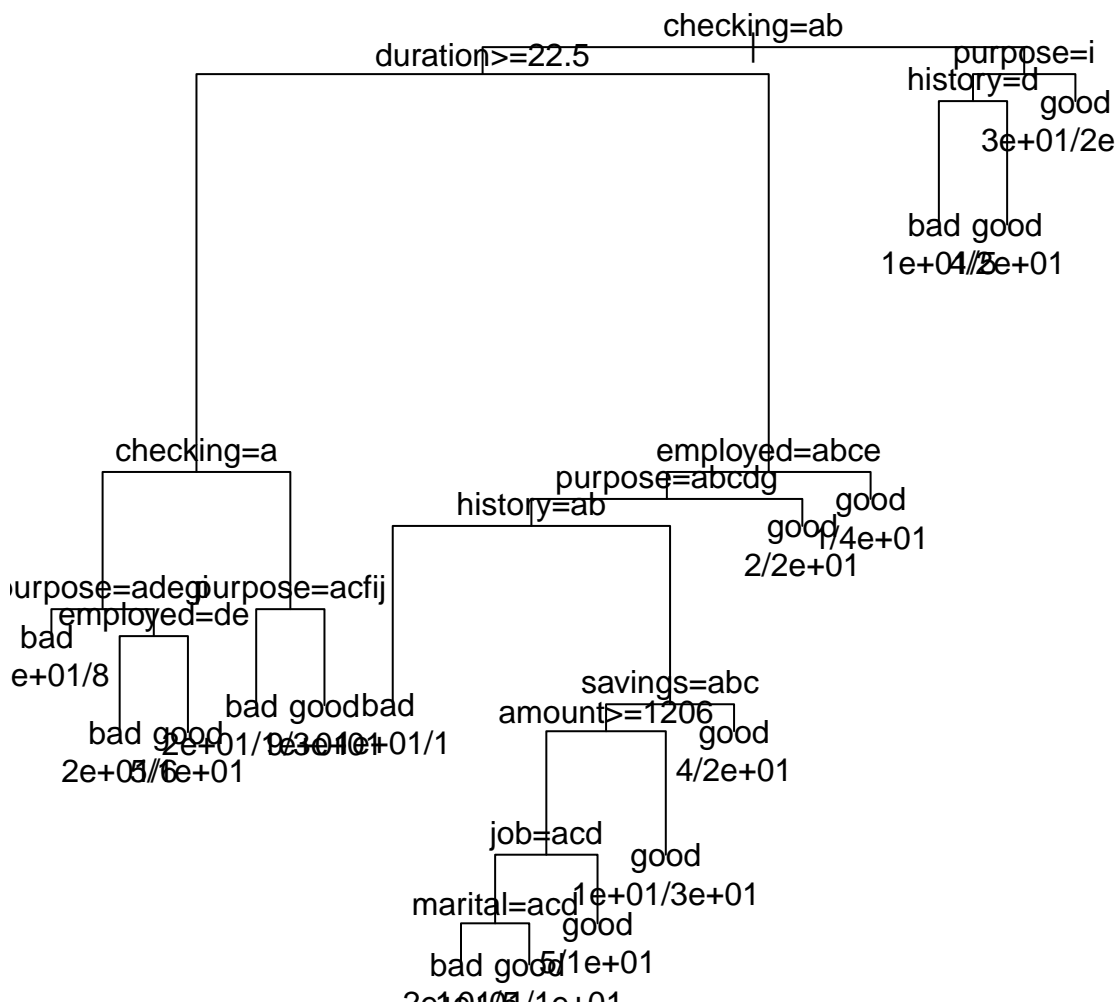 checking=ab
duration>=22.5
purpose=i
history=d
good
3e+01/2e
bad good
checking=a
employed=abce
purpose=abcdg
history=ab
good
1/4e+01
good
2/2e+01
purpose=acfij
employed=de
bad
e+01/8
savings=abc
amount>=1206
bad good bad
good
4/2e+01
bad good
job=acd
good
1e+01/3e+01
marital=acd
good
5/1e+01
bad good